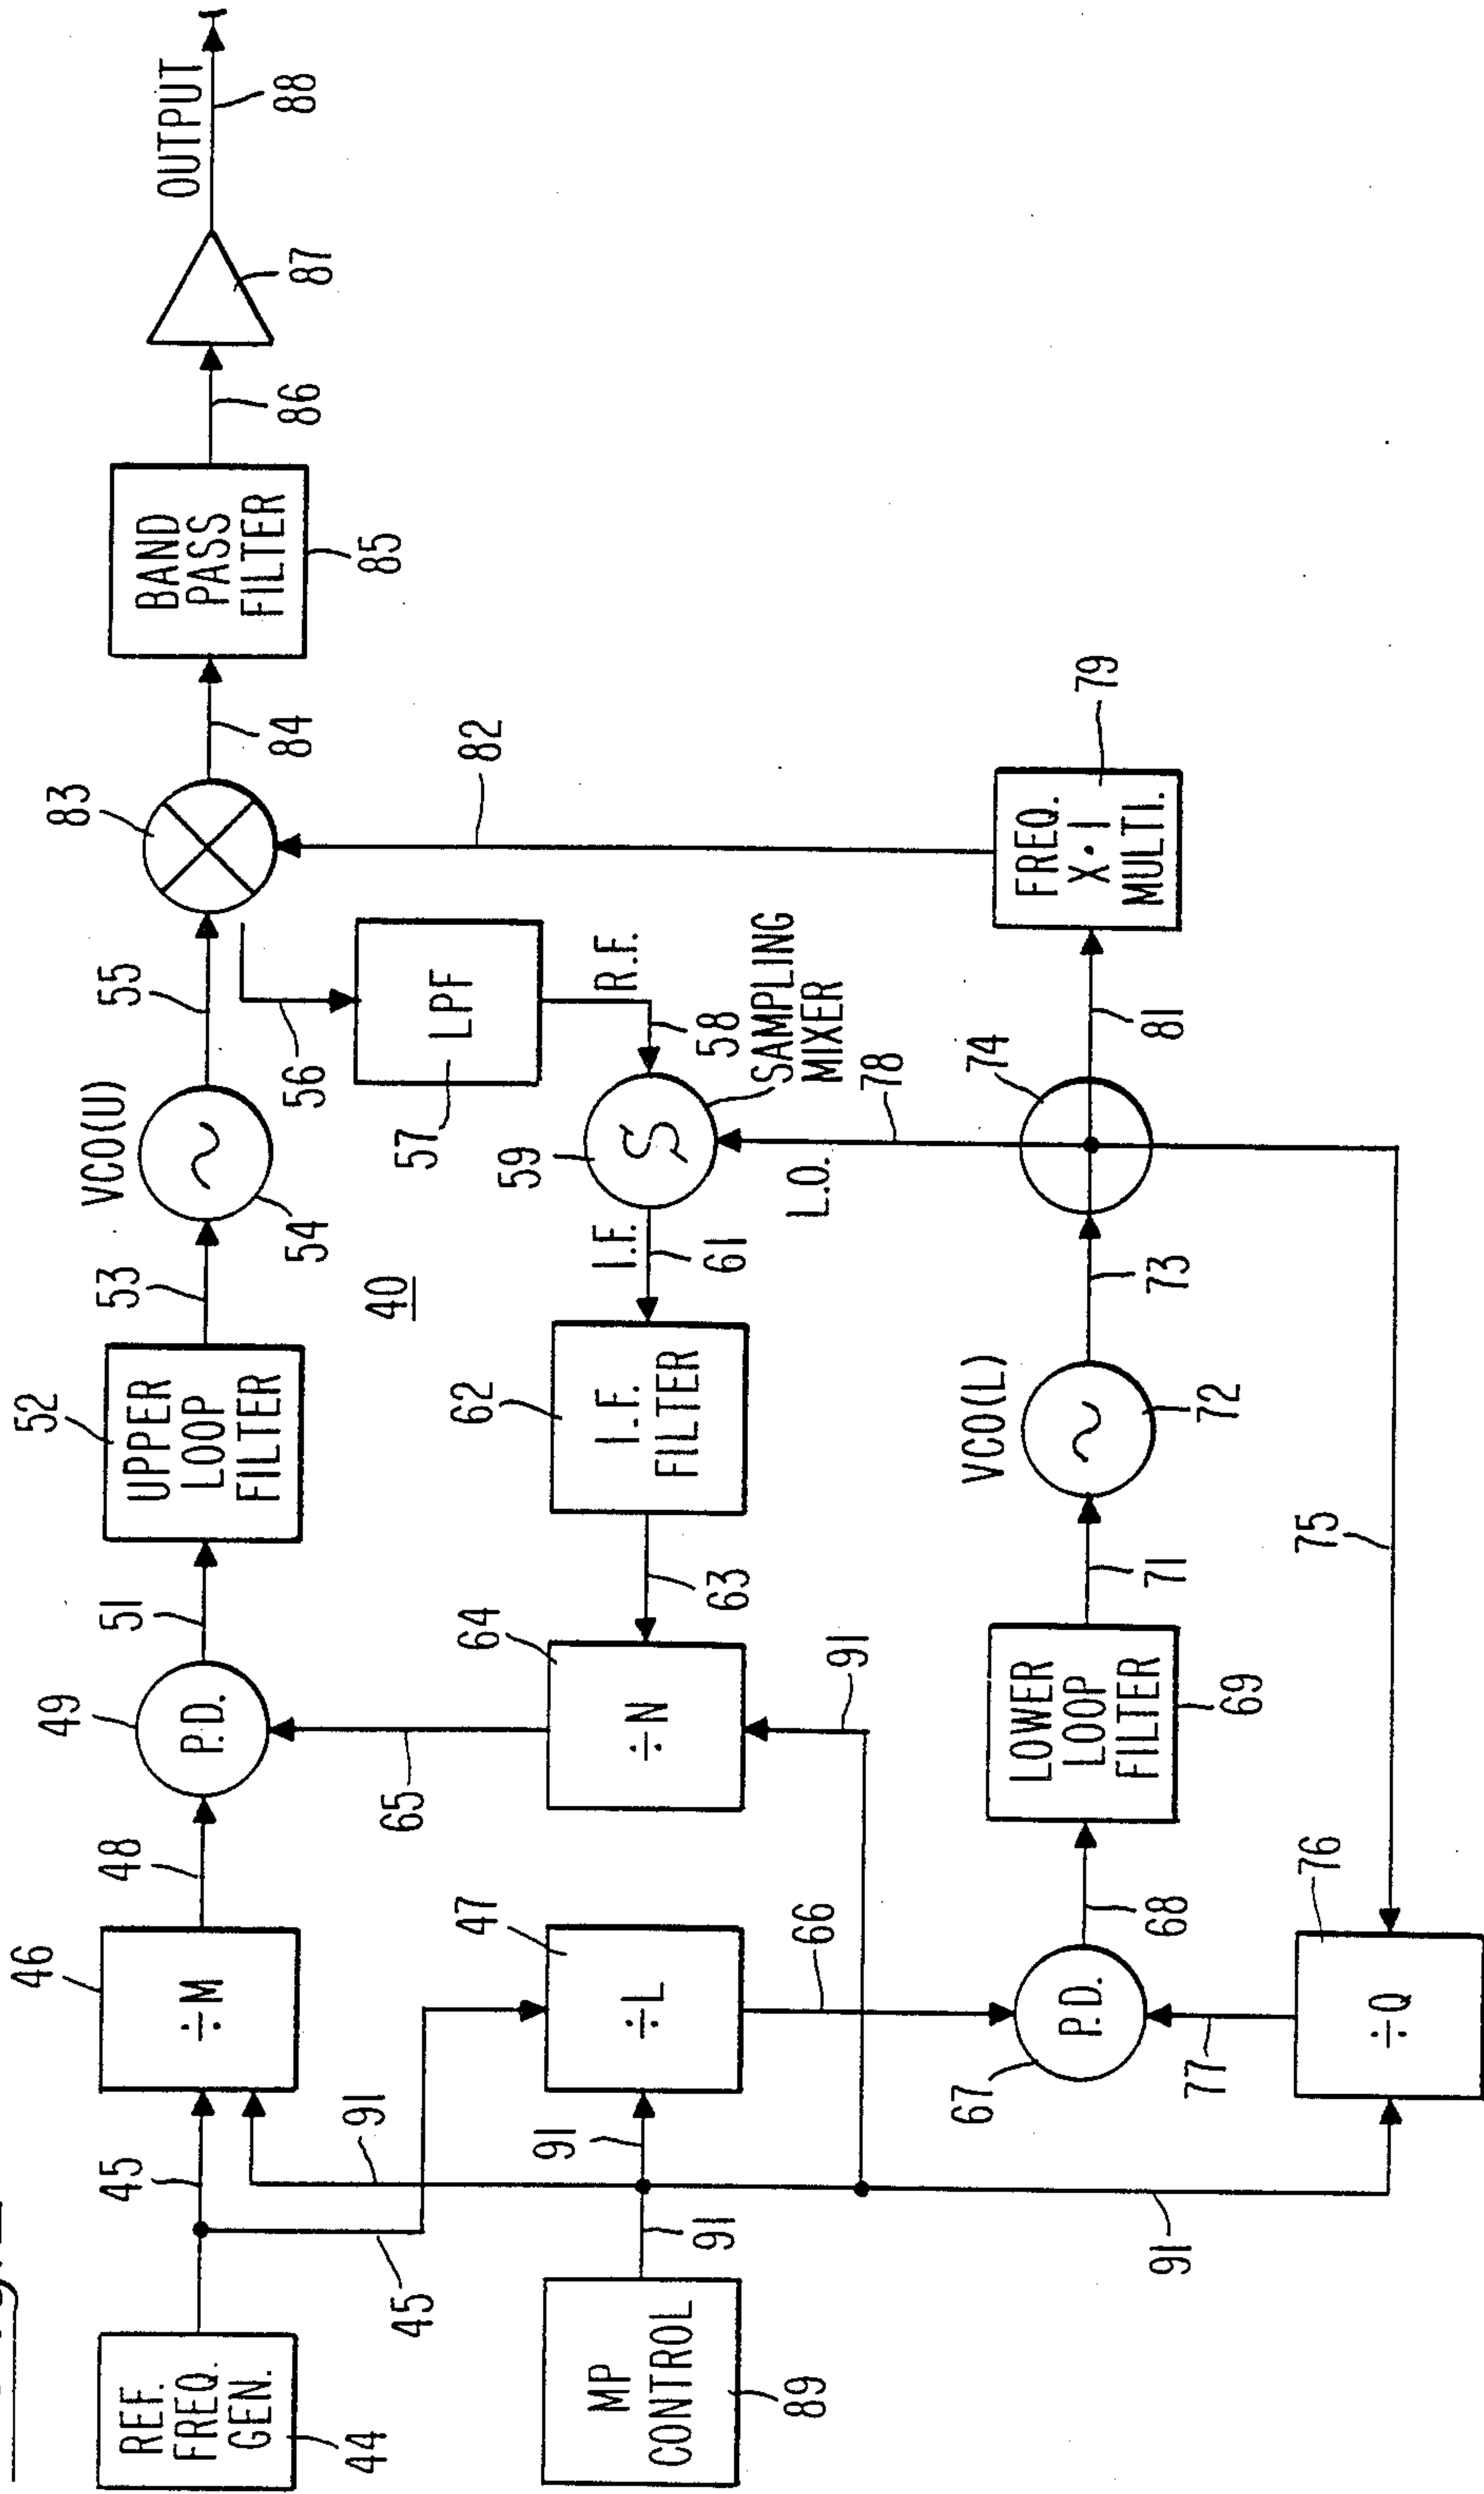 REF.
FREQ.
GEN.
44
45
45
46
÷M
48
49
P.D.
51
52
UPPER
LOOP
FILTER
53
VCO(U)
54
55
83
84
BAND
PASS
FILTER
85
86
87
OUTPUT
88
56
LPF
57
R.F.
58
SAMPLING
MIXER
59
I.F.
61
40
62
I.F.
FILTER
63
64
÷N
65
91
47
÷L
66
91
91
91
91
MP
CONTROL
89
67
P.D.
68
LOWER
LOOP
FILTER
69
71
VCO(L)
72
73
74
L.O.
78
81
FREQ.
X•I
MULTI.
79
82
75
76
÷Q
77